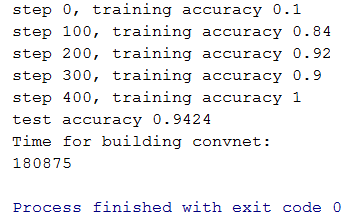 step 0, training accuracy 0.1
step 100, training accuracy 0.84
step 200, training accuracy 0.92
step 300, training accuracy 0.9
step 400, training accuracy 1
test accuracy 0.9424
Time for building convnet:
180875
Process finished with exit code 0